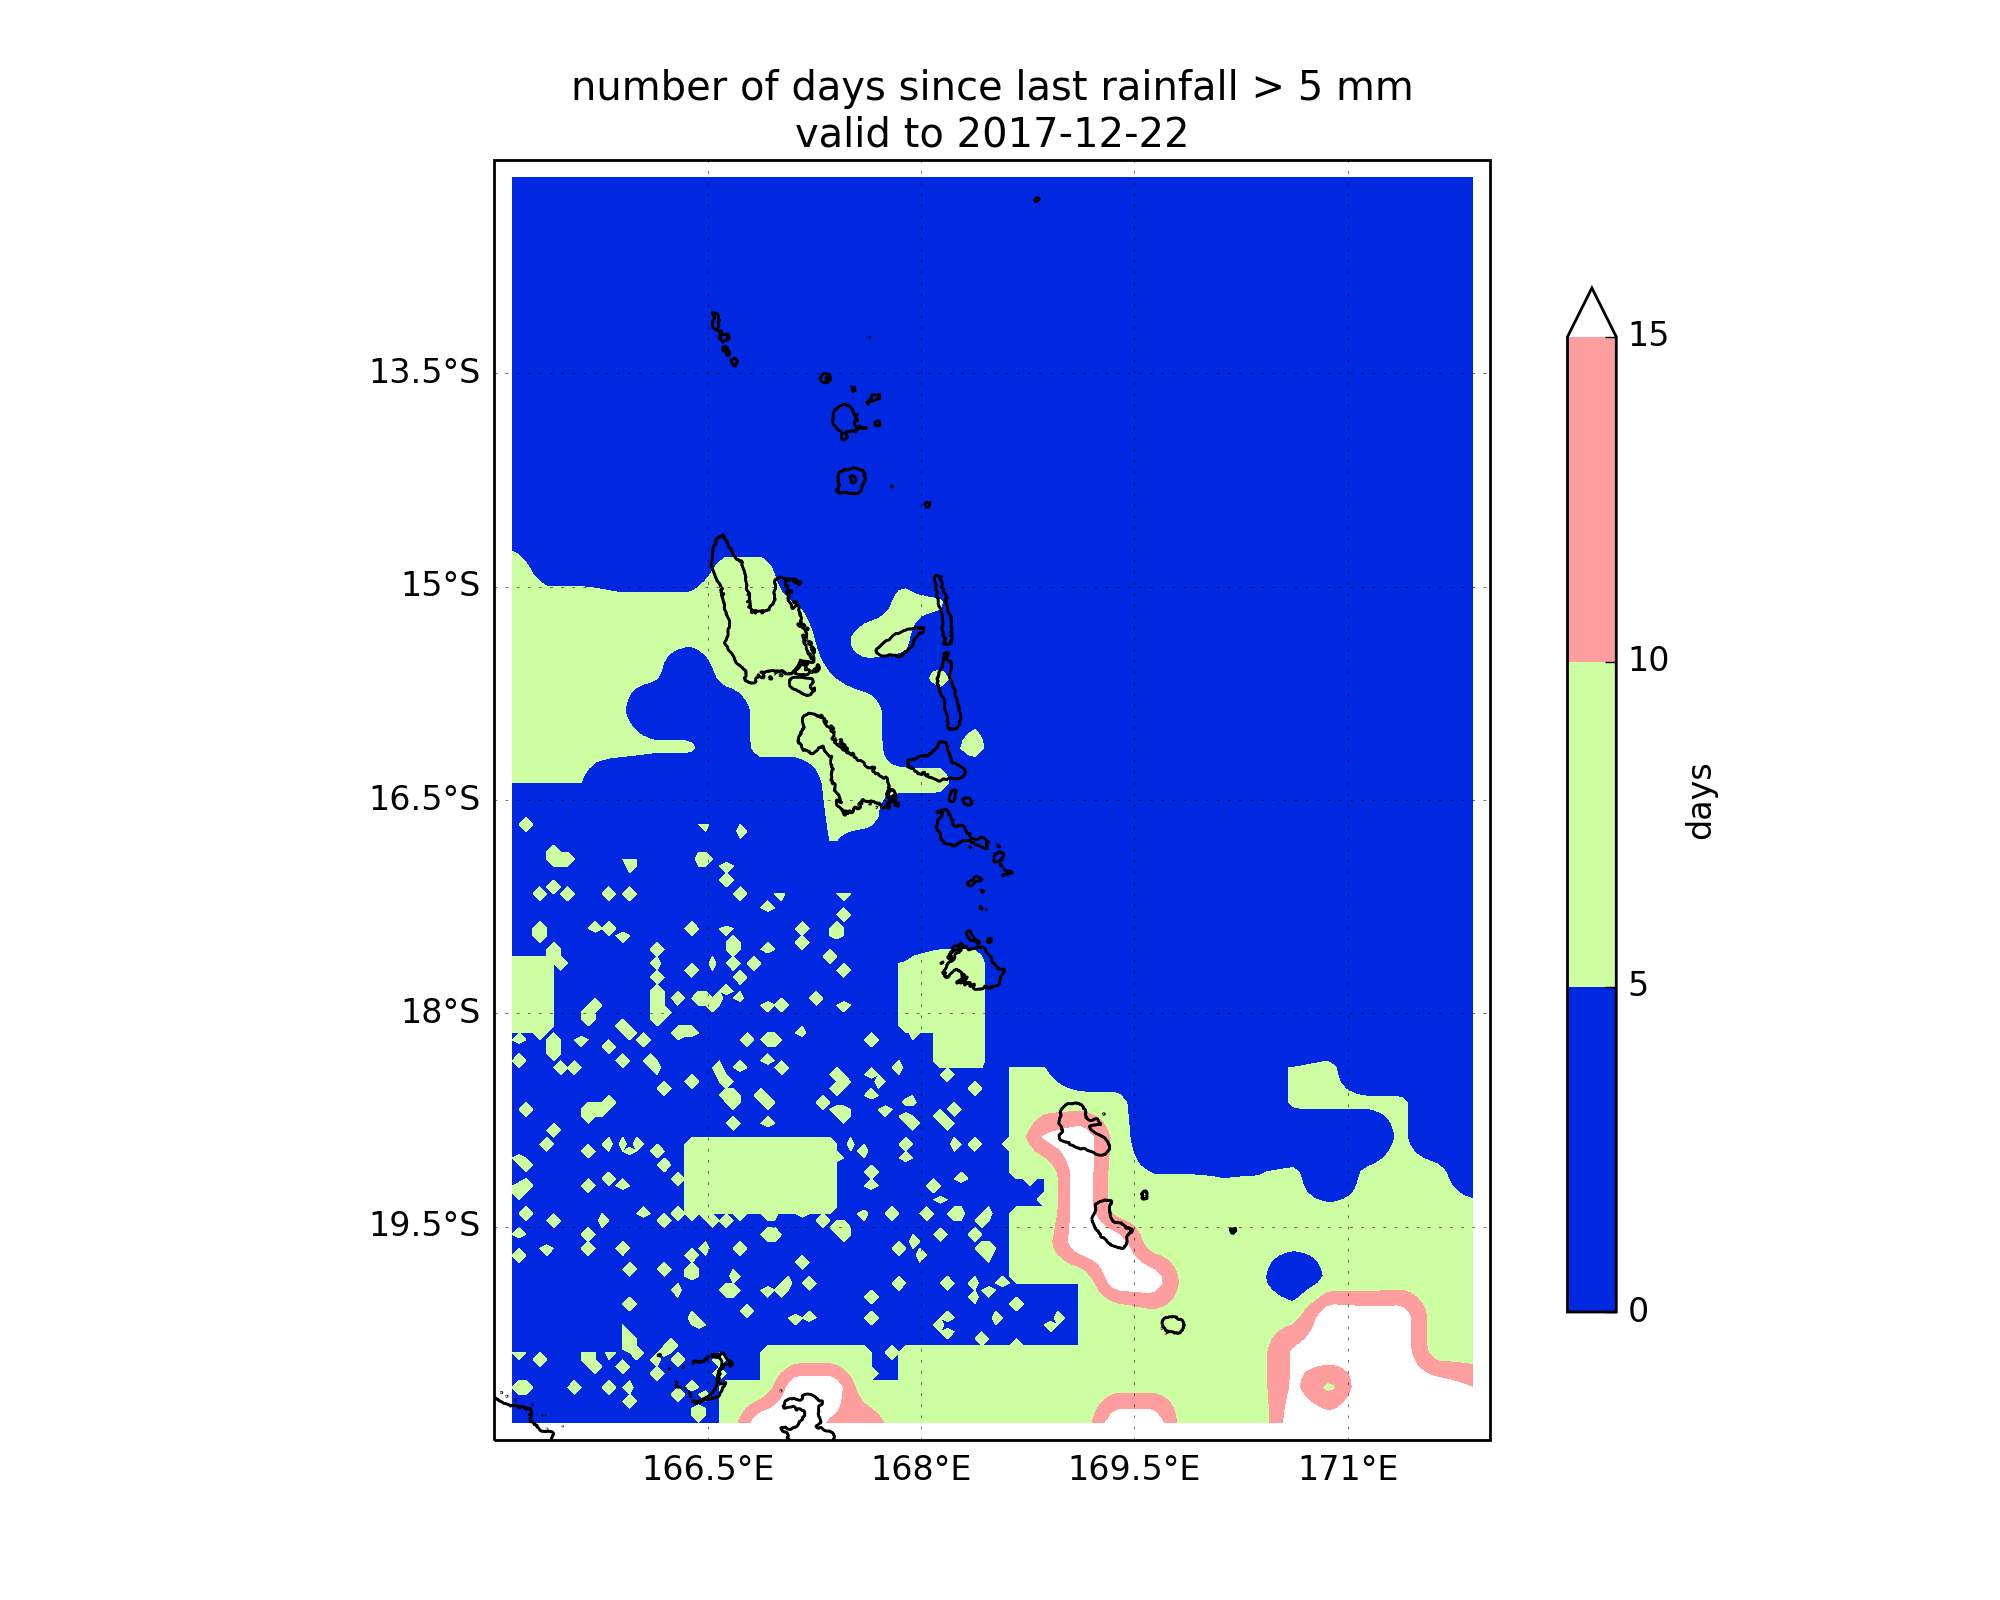 number of days since last rainfall > 5 mm
valid to 2017-12-22
13.5°S
15°S
16.5°S
18°S
19.5°S
166.5°E
168°E
169.5°E
171°E
15
10
5
0
days